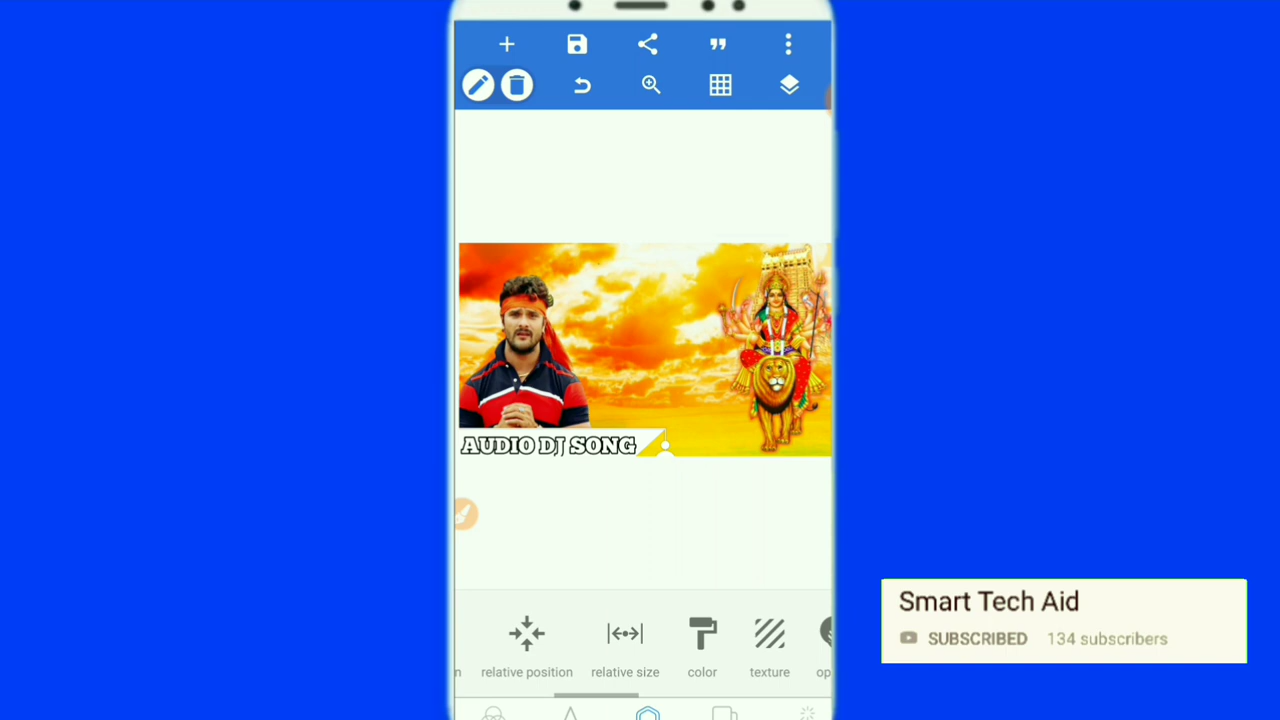 AUDIO DJ SONG
Smart Tech Aid
SUBSCRIBED 134 subscribers
relative position relative size color texture